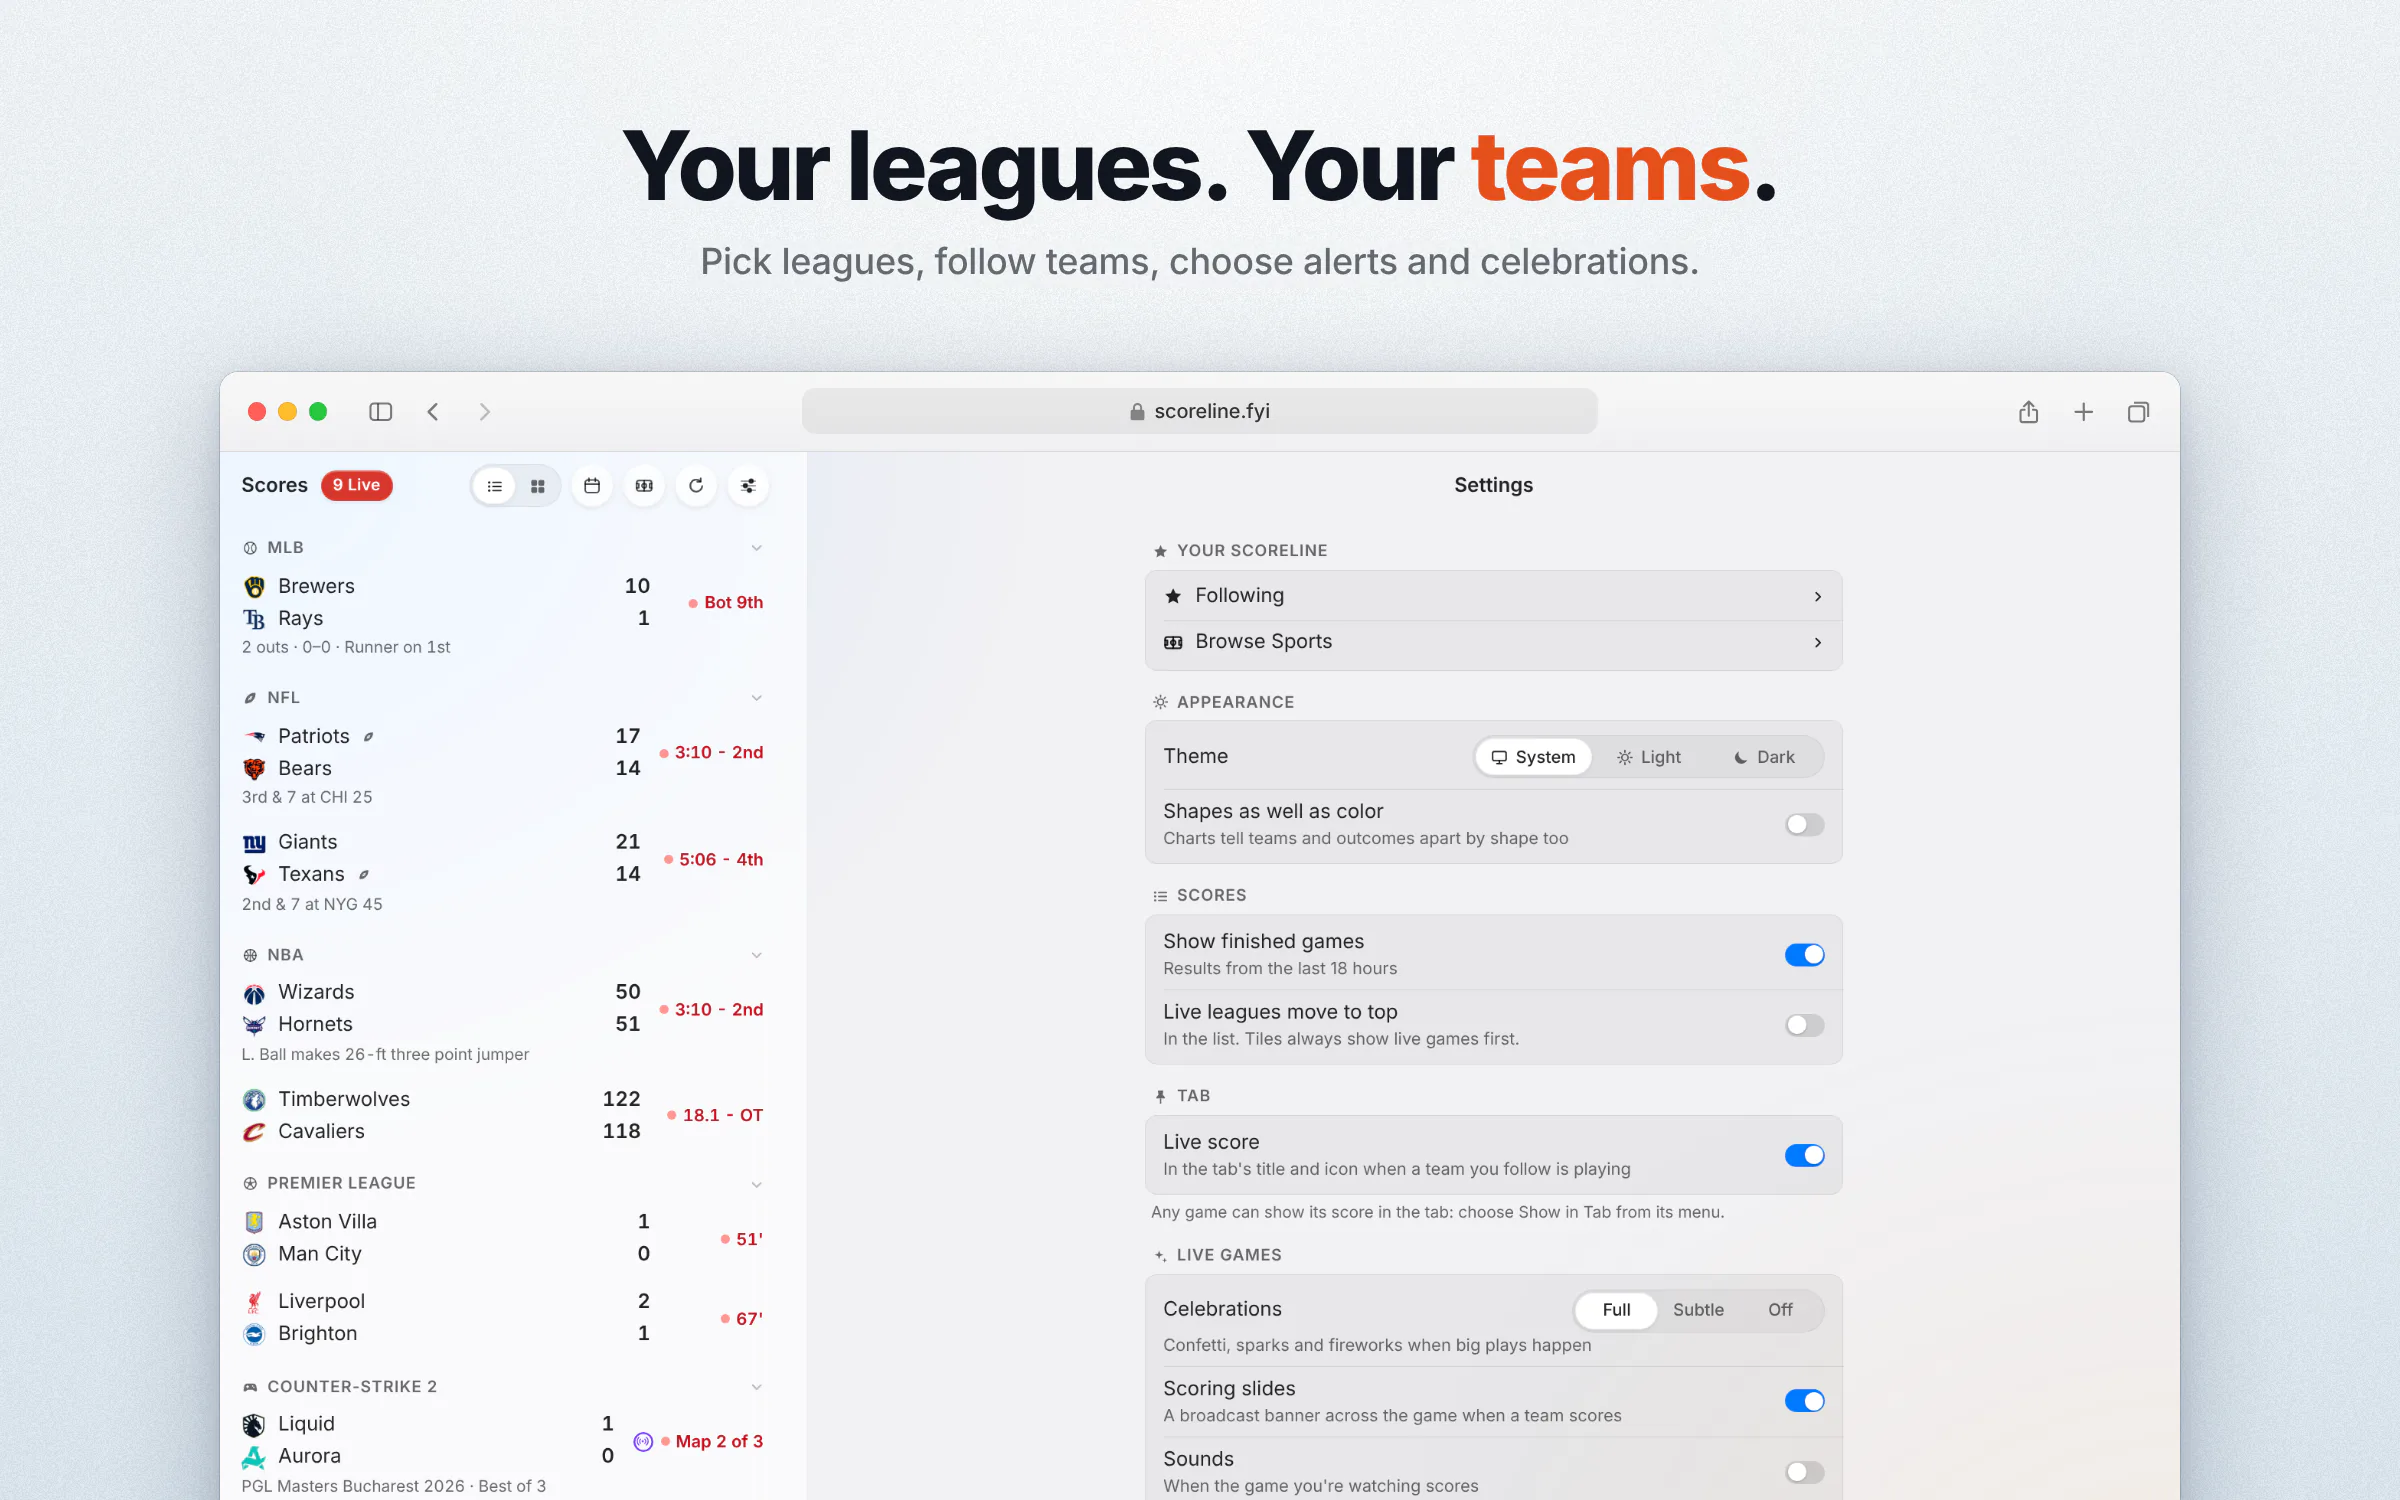 Your leagues. Your teams.
Pick leagues, follow teams, choose alerts and celebrations.
scoreline.fyi
Scores 9 Live
MLB
Brewers 10
Bot 9th
Rays 1
2 outs · 0–0 · Runner on 1st
NFL
Patriots 17
3:10 - 2nd
Bears 14
3rd & 7 at CHI 25
Giants 21
5:06 - 4th
Texans 14
2nd & 7 at NYG 45
NBA
Wizards 50
3:10 - 2nd
Hornets 51
L. Ball makes 26-ft three point jumper
Timberwolves 122
18.1 - OT
Cavaliers 118
PREMIER LEAGUE
Aston Villa 1
51'
Man City 0
Liverpool 2
67'
Brighton 1
COUNTER-STRIKE 2
Liquid 1
Map 2 of 3
Aurora 0
PGL Masters Bucharest 2026 · Best of 3
Settings
YOUR SCORELINE
Following
Browse Sports
APPEARANCE
Theme System Light Dark
Shapes as well as color
Charts tell teams and outcomes apart by shape too
SCORES
Show finished games
Results from the last 18 hours
Live leagues move to top
In the list. Tiles always show live games first.
TAB
Live score
In the tab's title and icon when a team you follow is playing
Any game can show its score in the tab: choose Show in Tab from its menu.
LIVE GAMES
Celebrations Full Subtle Off
Confetti, sparks and fireworks when big plays happen
Scoring slides
A broadcast banner across the game when a team scores
Sounds
When the game you're watching scores